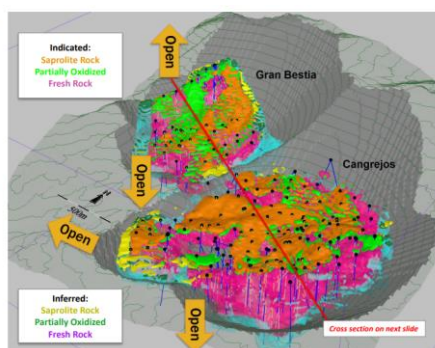 Indicated:
Saprolite Rock
Partially Oxidized
Fresh Rock
Open
Gran Bestia
Cangrejos
Open
N
500m
Open
Inferred:
Saprolite Rock
Partially Oxidized
Fresh Rock
Open
Cross section on next slide